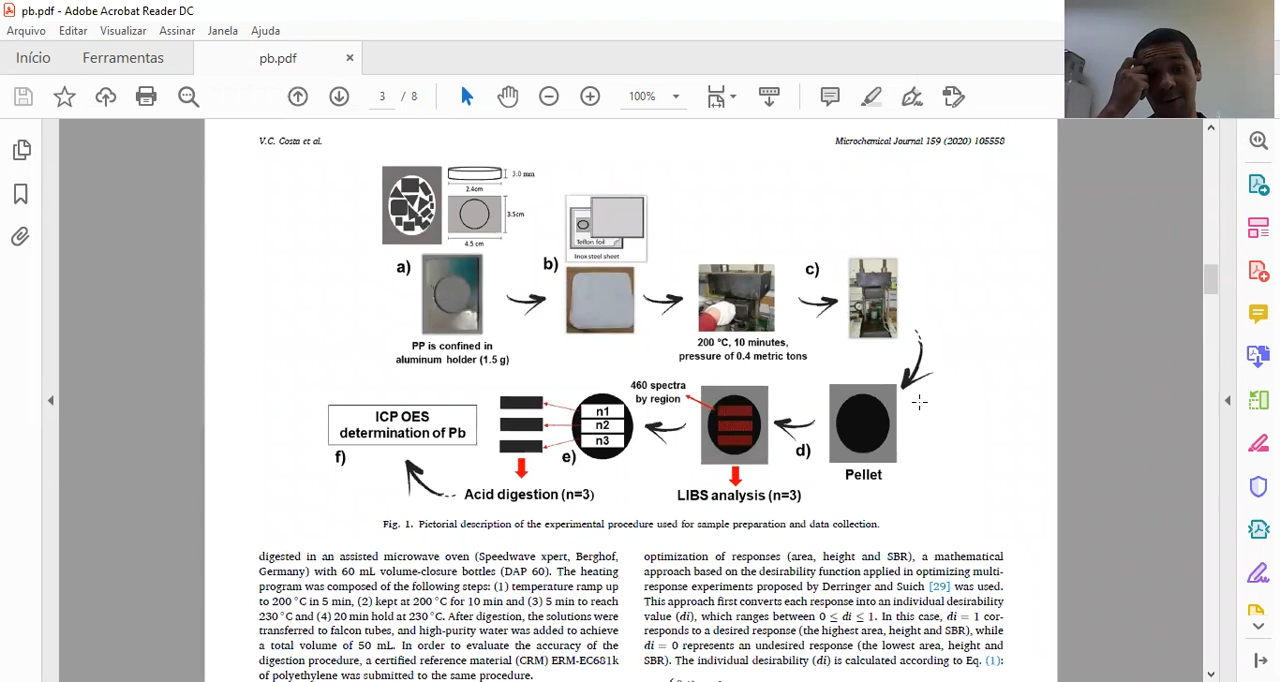 pb.pdf - Adobe Acrobat Reader DC
Arquivo Editar Visualizar Assinar Janela Ajuda
Início Ferramentas pb.pdf
3 / 8 100%
V.C. Costa et al. Microchemical Journal 159 (2020) 105558
3.0 mm
2.4cm
3.5cm
4.5 cm
Teflon foil
Inox steel sheet
a) b) c)
PP is confined in
aluminum holder (1.5 g)
200 °C, 10 minutes,
pressure of 0.4 metric tons
460 spectra
by region
ICP OES
determination of Pb
n1
n2
n3
f) e) d)
Pellet
Acid digestion (n=3) LIBS analysis (n=3)
Fig. 1. Pictorial description of the experimental procedure used for sample preparation and data collection.
digested in an assisted microwave oven (Speedwave xpert, Berghof,
Germany) with 60 mL volume-closure bottles (DAP 60). The heating
program was composed of the following steps: (1) temperature ramp up
to 200 °C in 5 min, (2) kept at 200 °C for 10 min and (3) 5 min to reach
230 °C and (4) 20 min hold at 230 °C. After digestion, the solutions were
transferred to falcon tubes, and high-purity water was added to achieve
a total volume of 50 mL. In order to evaluate the accuracy of the
digestion procedure, a certified reference material (CRM) ERM-EC681k
of polyethylene was submitted to the same procedure.
optimization of responses (area, height and SBR), a mathematical
approach based on the desirability function applied in optimizing multi-
response experiments proposed by Derringer and Suich [29] was used.
This approach first converts each response into an individual desirability
value (di), which ranges between 0 ≤ di ≤ 1. In this case, di = 1 cor-
responds to a desired response (the highest area, height and SBR), while
di = 0 represents an undesired response (the lowest area, height and
SBR). The individual desirability (di) is calculated according to Eq. (1):